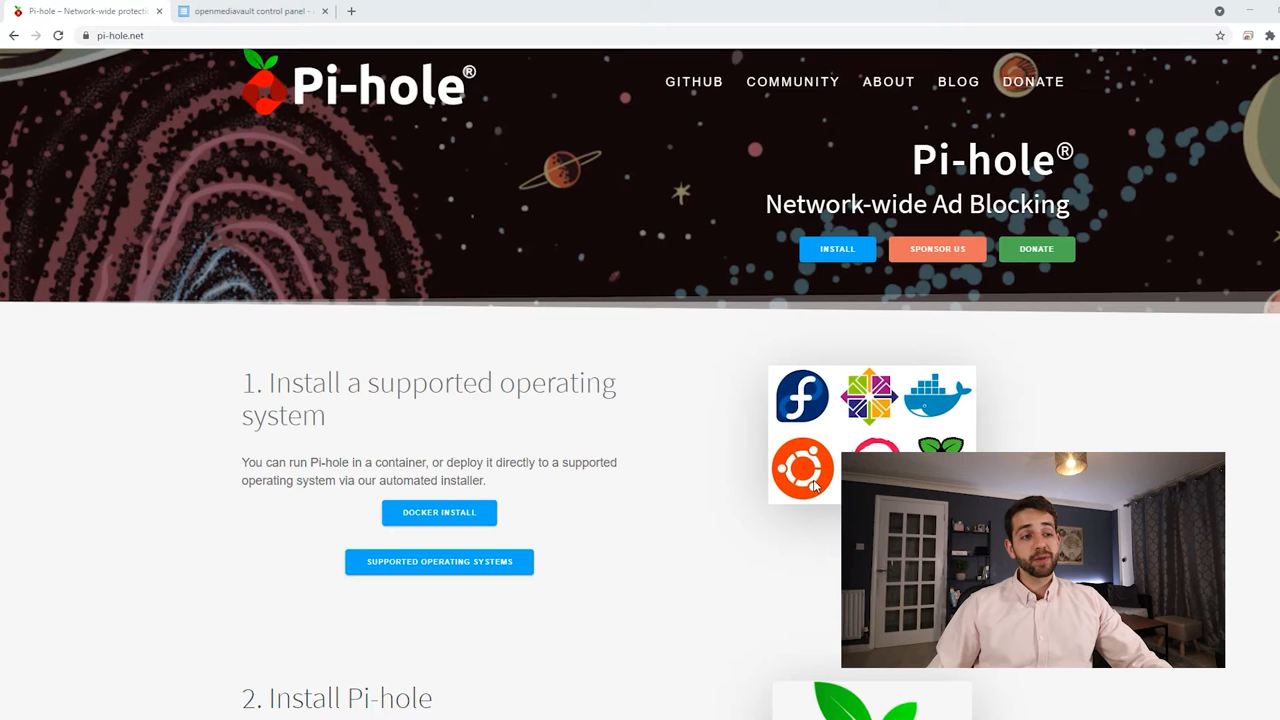 Pi-hole – Network-wide protecti
openmediavault control panel -
pi-hole.net
Pi-hole®
GITHUB
COMMUNITY
ABOUT
BLOG
DONATE
Pi-hole®
Network-wide Ad Blocking
INSTALL
SPONSOR US
DONATE
1. Install a supported operating
system
You can run Pi-hole in a container, or deploy it directly to a supported
operating system via our automated installer.
DOCKER INSTALL
SUPPORTED OPERATING SYSTEMS
2. Install Pi-hole